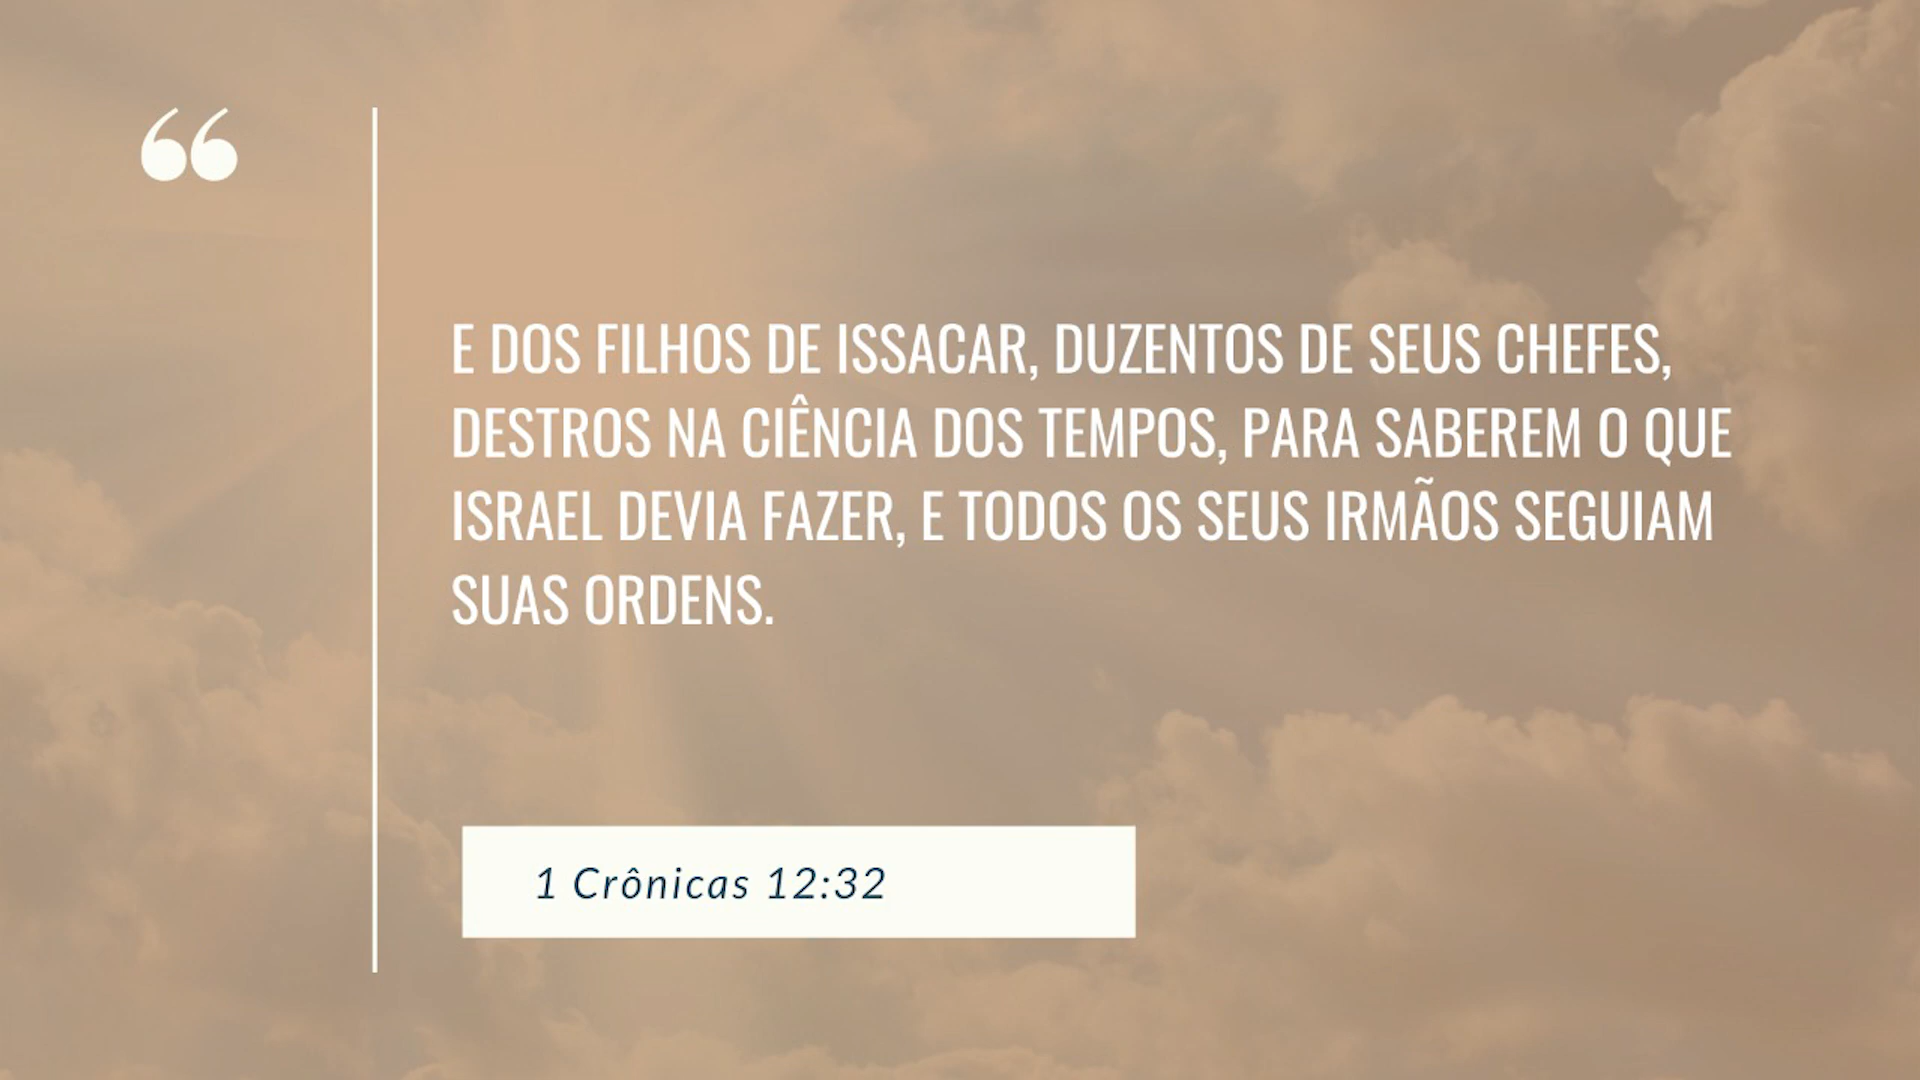 “
E DOS FILHOS DE ISSACAR, DUZENTOS DE SEUS CHEFES,
DESTROS NA CIÊNCIA DOS TEMPOS, PARA SABEREM O QUE
ISRAEL DEVIA FAZER, E TODOS OS SEUS IRMÃOS SEGUIAM
SUAS ORDENS.
1 Crônicas 12:32